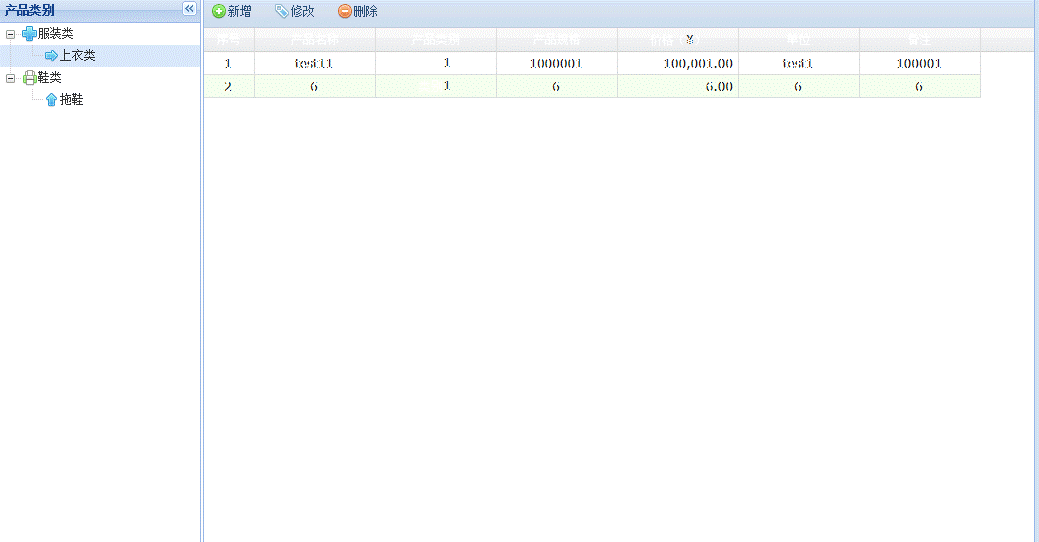 产品类别
服装类
上衣类
鞋类
拖鞋
新增 修改 删除
序号 产品名称 产品类别 产品规格 价格 ¥ 单位 备注
1 test11 1 1000001 100,001.00 test1 100001
2 6 1 6 6.00 6 6